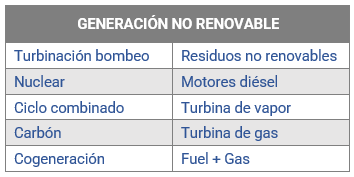 GENERACIÓN NO RENOVABLE
Turbinación bombeo Residuos no renovables
Nuclear Motores diésel
Ciclo combinado Turbina de vapor
Carbón Turbina de gas
Cogeneración Fuel + Gas